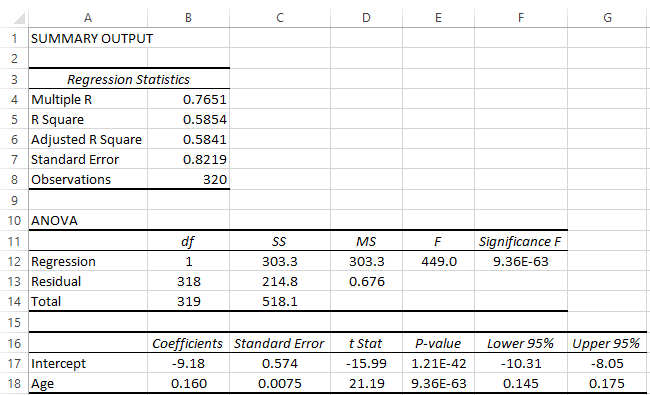 A B C D E F G
1 SUMMARY OUTPUT
2
3 Regression Statistics
4 Multiple R 0.7651
5 R Square 0.5854
6 Adjusted R Square 0.5841
7 Standard Error 0.8219
8 Observations 320
9
10 ANOVA
11 df SS MS F Significance F
12 Regression 1 303.3 303.3 449.0 9.36E-63
13 Residual 318 214.8 0.676
14 Total 319 518.1
15
16 Coefficients Standard Error t Stat P-value Lower 95% Upper 95%
17 Intercept -9.18 0.574 -15.99 1.21E-42 -10.31 -8.05
18 Age 0.160 0.0075 21.19 9.36E-63 0.145 0.175